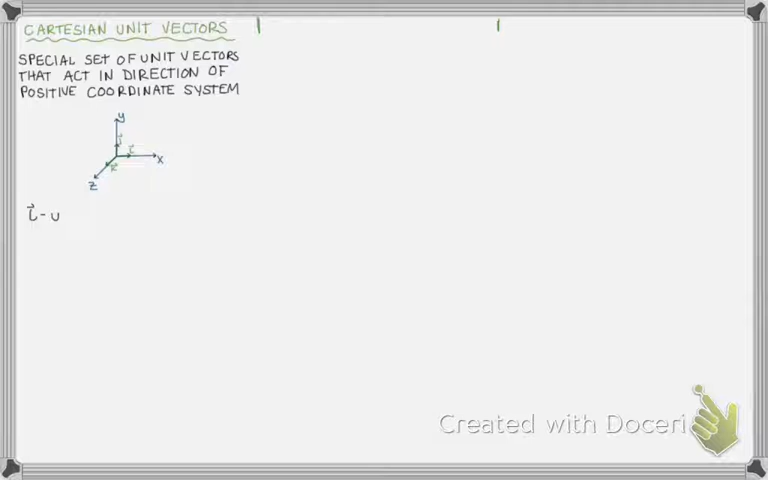 CARTESIAN UNIT VECTORS
SPECIAL SET OF UNIT VECTORS
THAT ACT IN DIRECTION OF
POSITIVE COORDINATE SYSTEM
y
j
i
x
k
z
i - u
Created with Doceri